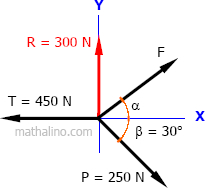 Y
R = 300 N
F
T = 450 N
α
X
mathalino.com
β = 30°
P = 250 N